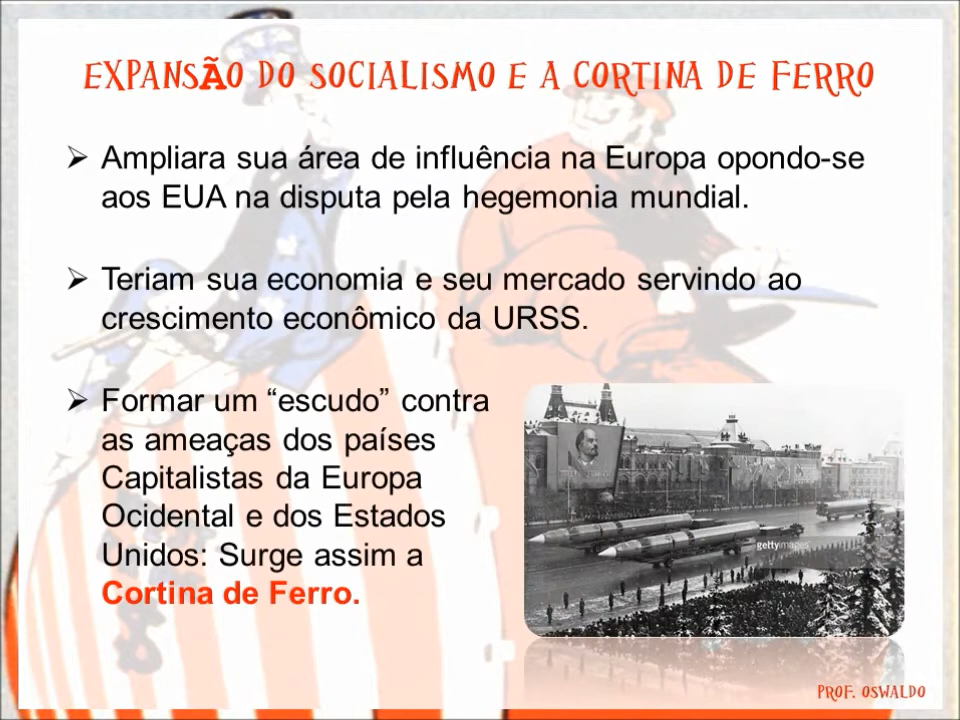 EXPANSÃO DO SOCIALISMO E A CORTINA DE FERRO
Ampliara sua área de influência na Europa opondo-se
aos EUA na disputa pela hegemonia mundial.
Teriam sua economia e seu mercado servindo ao
crescimento econômico da URSS.
Formar um “escudo” contra
as ameaças dos países
Capitalistas da Europa
Ocidental e dos Estados
Unidos: Surge assim a
Cortina de Ferro.
gettyimages
PROF. OSWALDO